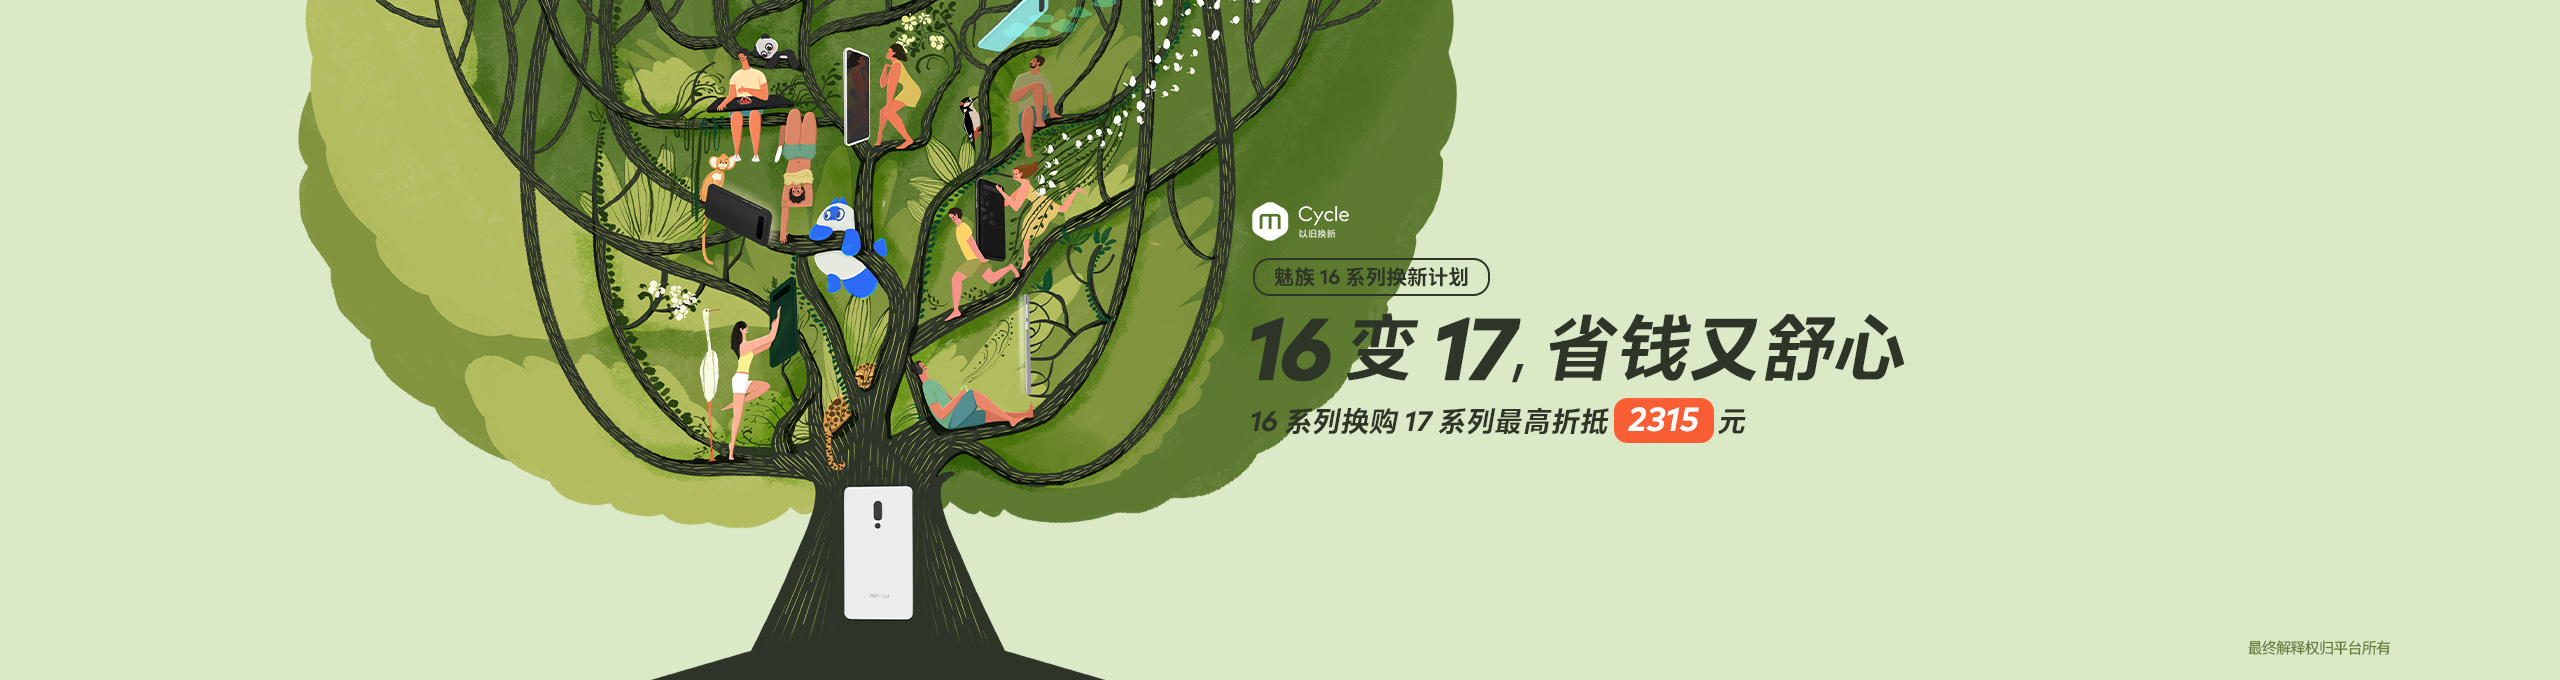 m Cycle
以旧换新
魅族 16 系列换新计划
16 变 17, 省钱又舒心
16 系列换购 17 系列最高折抵 2315 元
最终解释权归平台所有